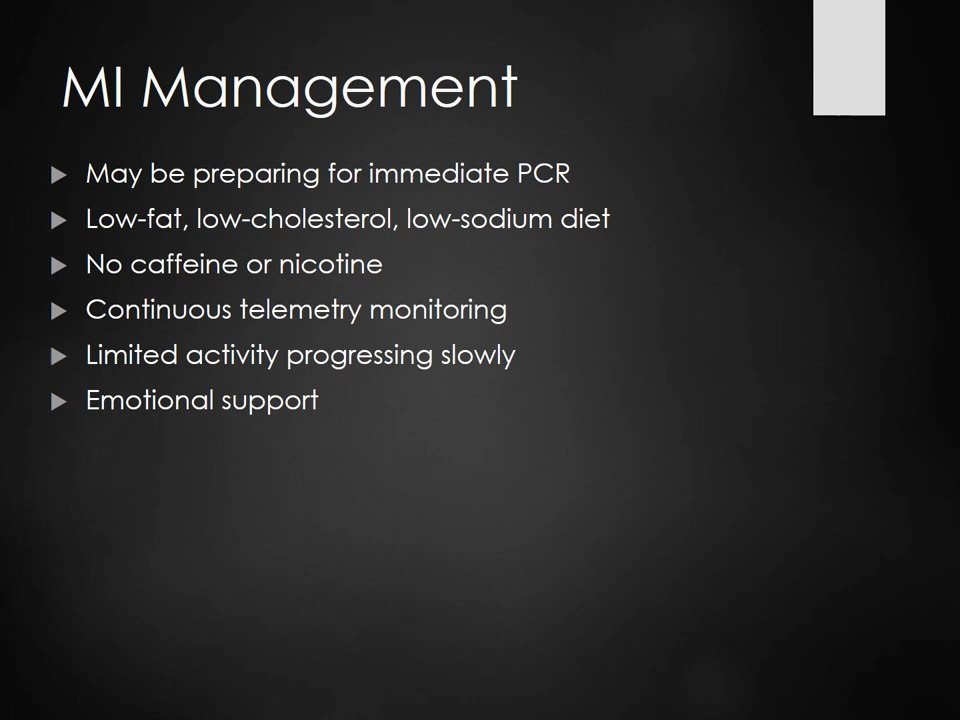 MI Management
May be preparing for immediate PCR
Low-fat, low-cholesterol, low-sodium diet
No caffeine or nicotine
Continuous telemetry monitoring
Limited activity progressing slowly
Emotional support